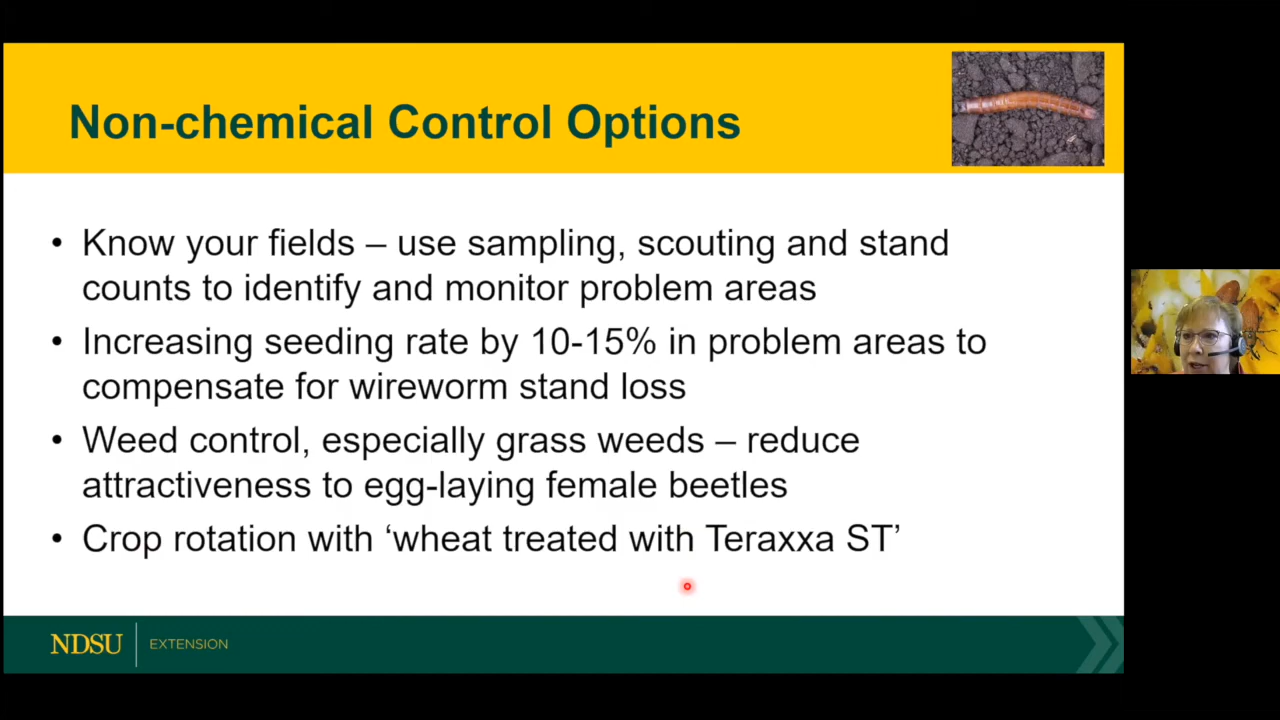 Non-chemical Control Options
• Know your fields – use sampling, scouting and stand
counts to identify and monitor problem areas
• Increasing seeding rate by 10-15% in problem areas to
compensate for wireworm stand loss
• Weed control, especially grass weeds – reduce
attractiveness to egg-laying female beetles
• Crop rotation with ‘wheat treated with Teraxxa ST’
NDSU EXTENSION